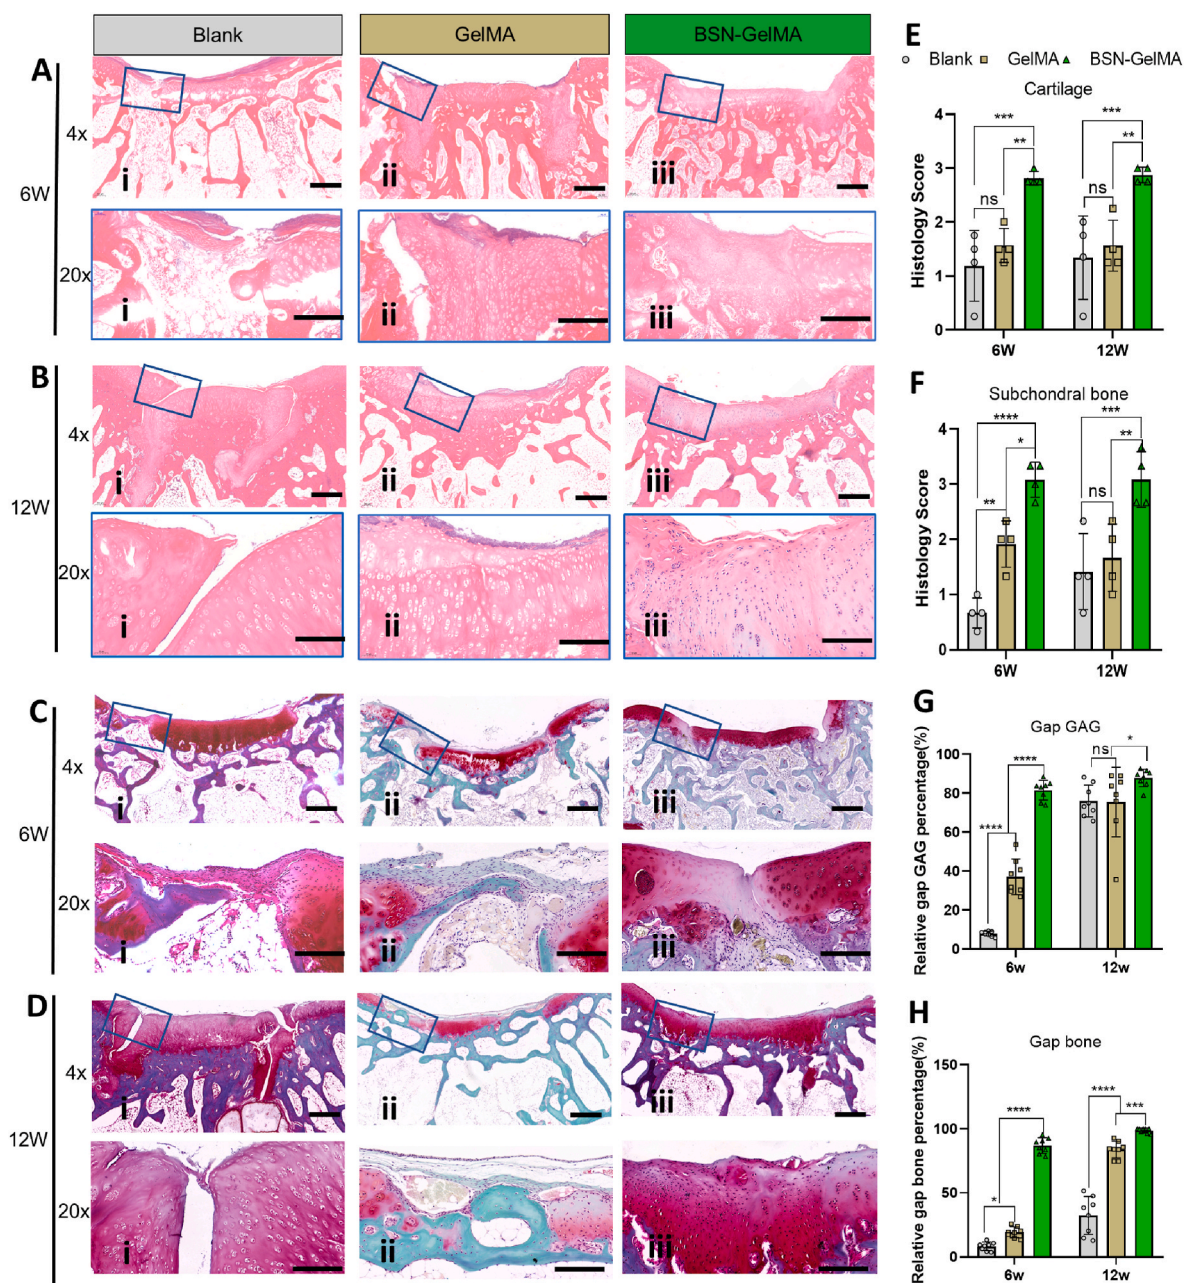 Blank GelMA BSN-GelMA
A
6W
4x
i ii iii
20x
i ii iii
B
12W
4x
i ii iii
20x
i ii iii
C
6W
4x
i ii iii
20x
i ii iii
D
12W
4x
i ii iii
20x
i ii iii
E
Blank GelMA BSN-GelMA
Cartilage
Histology Score
4
3
2
1
0
*** ** ns
*** ** ns
6W 12W
F
Subchondral bone
Histology Score
4
3
2
1
0
**** * **
*** ** ns
6W 12W
G
Gap GAG
Relative gap GAG percentage(%)
100
80
60
40
20
0
**** ****
ns *
6w 12w
H
Gap bone
Relative gap bone percentage(%)
150
100
50
0
* ****
**** ***
6w 12w